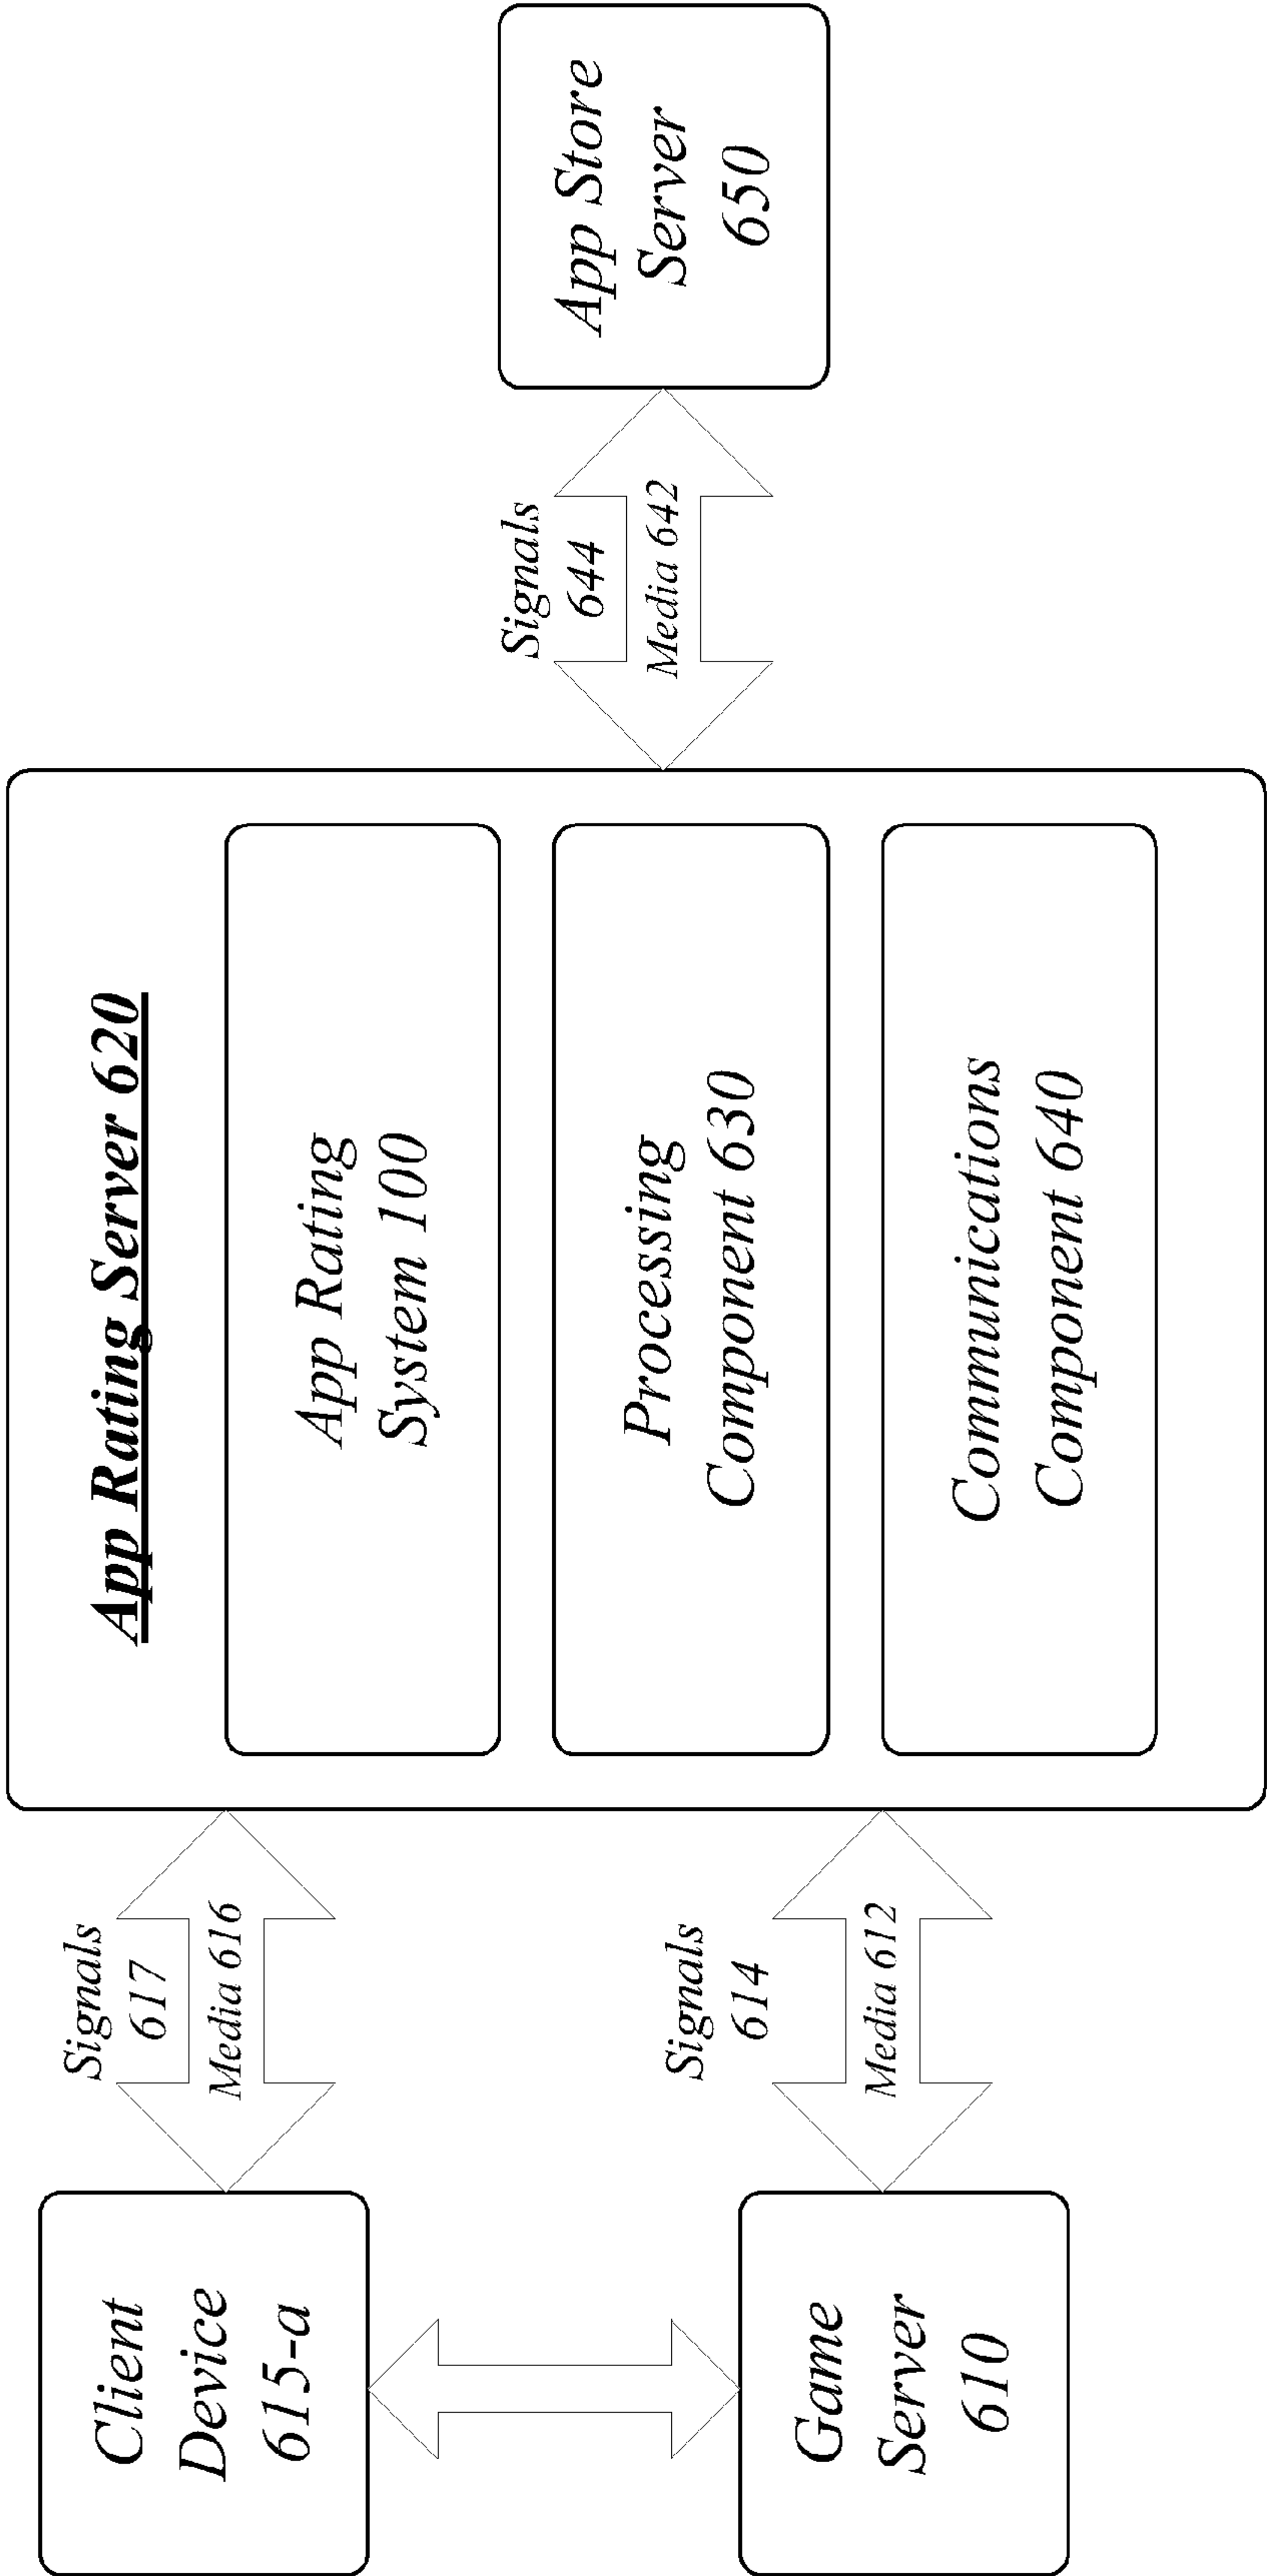 App Rating Server 620
App Rating
System 100
Processing
Component 630
Communications
Component 640
Client
Device
615-a
Signals
617
Media 616
Game
Server
610
Signals
614
Media 612
Signals
644
Media 642
App Store
Server
650